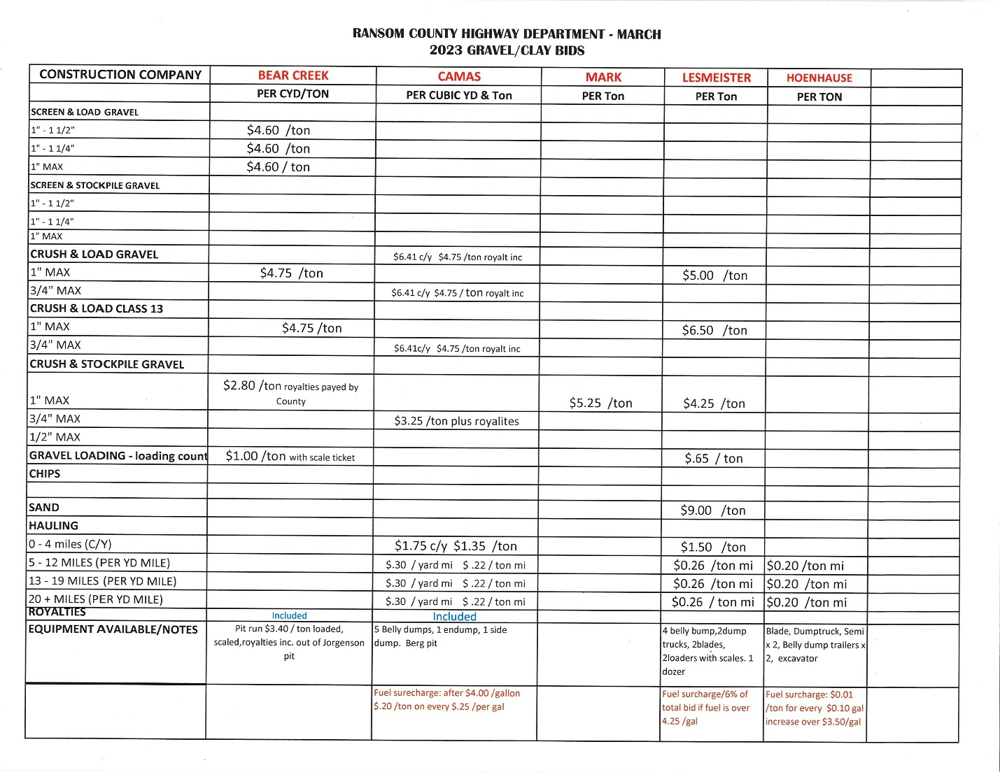 RANSOM COUNTY HIGHWAY DEPARTMENT - MARCH
2023 GRAVEL/CLAY BIDS
CONSTRUCTION COMPANY BEAR CREEK CAMAS MARK LESMEISTER HOENHAUSE
PER CYD/TON PER CUBIC YD & Ton PER Ton PER Ton PER TON
SCREEN & LOAD GRAVEL
1" - 1 1/2" $4.60 /ton
1" - 1 1/4" $4.60 /ton
1" MAX $4.60 / ton
SCREEN & STOCKPILE GRAVEL
1" - 1 1/2"
1" - 1 1/4"
1" MAX
CRUSH & LOAD GRAVEL $6.41 c/y $4.75 /ton royalt inc
1" MAX $4.75 /ton $5.00 /ton
3/4" MAX $6.41 c/y $4.75 / ton royalt inc
CRUSH & LOAD CLASS 13
1" MAX $4.75 /ton $6.50 /ton
3/4" MAX $6.41c/y $4.75 /ton royalt inc
CRUSH & STOCKPILE GRAVEL
$2.80 /ton royalties payed by
County
1" MAX $5.25 /ton $4.25 /ton
3/4" MAX $3.25 /ton plus royalites
1/2" MAX
GRAVEL LOADING - loading count $1.00 /ton with scale ticket $.65 / ton
CHIPS
SAND $9.00 /ton
HAULING
0 - 4 miles (C/Y) $1.75 c/y $1.35 /ton $1.50 /ton
5 - 12 MILES (PER YD MILE) $.30 / yard mi $ .22 / ton mi $0.26 /ton mi $0.20 /ton mi
13 - 19 MILES (PER YD MILE) $.30 / yard mi $ .22 / ton mi $0.26 /ton mi $0.20 /ton mi
20 + MILES (PER YD MILE) $.30 / yard mi $ .22 / ton mi $0.26 / ton mi $0.20 /ton mi
ROYALTIES Included Included
EQUIPMENT AVAILABLE/NOTES
Pit run $3.40 / ton loaded,
scaled,royalties inc. out of Jorgenson
pit
5 Belly dumps, 1 endump, 1 side
dump. Berg pit
4 belly bump,2dump
trucks, 2blades,
2loaders with scales. 1
dozer
Blade, Dumptruck, Semi
x 2, Belly dump trailers x
2, excavator
Fuel surecharge: after $4.00 /gallon
$.20 /ton on every $.25 /per gal
Fuel surcharge/6% of
total bid if fuel is over
4.25 /gal
Fuel surcharge: $0.01
/ton for every $0.10 gal
increase over $3.50/gal